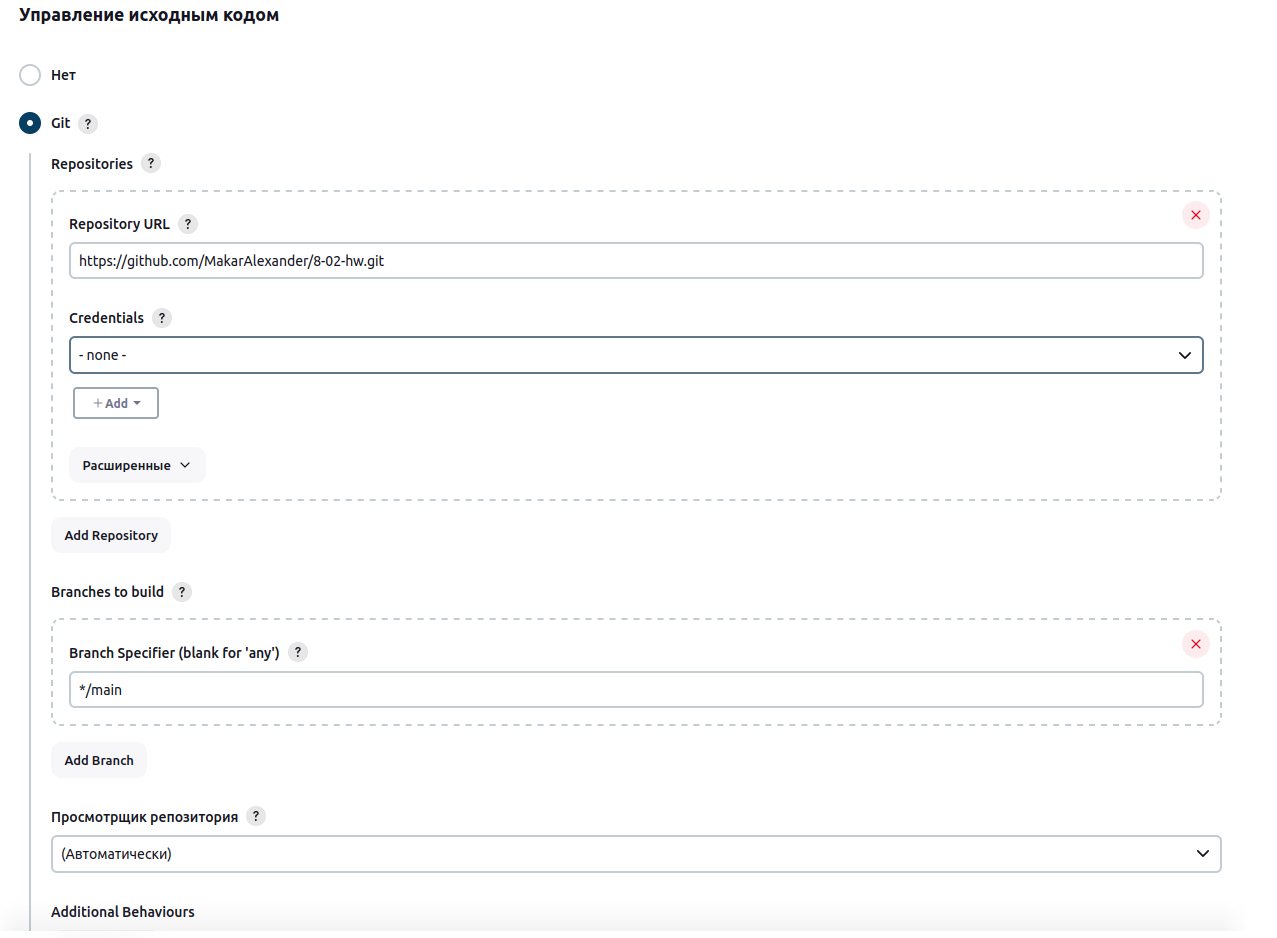 Управление исходным кодом
Нет
Git ?
Repositories ?
Repository URL ?
https://github.com/MakarAlexander/8-02-hw.git
Credentials ?
- none -
+ Add
Расширенные
Add Repository
Branches to build ?
Branch Specifier (blank for 'any') ?
*/main
Add Branch
Просмотрщик репозитория ?
(Автоматически)
Additional Behaviours